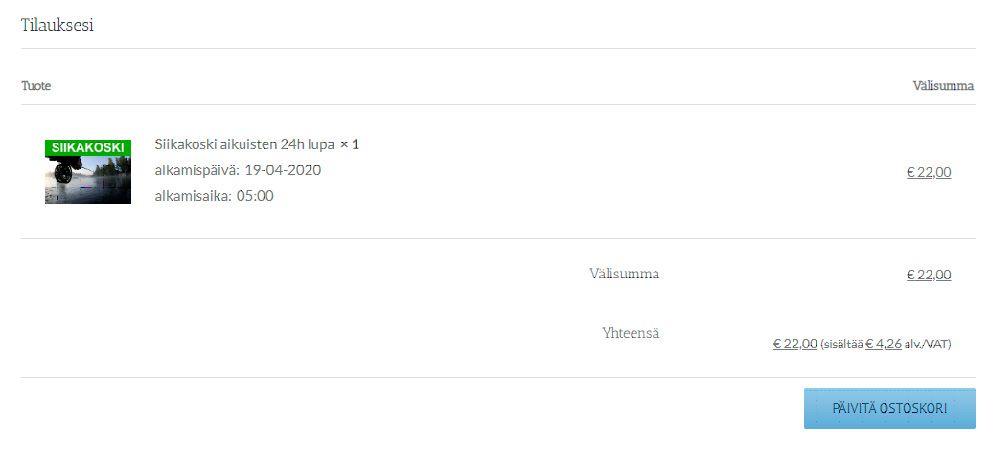 Tilauksesi
Tuote Välisumma
SIIKAKOSKI
Siikakoski aikuisten 24h lupa × 1
alkamispäivä: 19-04-2020
alkamisaika: 05:00
€ 22,00
Välisumma € 22,00
Yhteensä
€ 22,00 (sisältää € 4,26 alv./VAT)
PÄIVITÄ OSTOSKORI